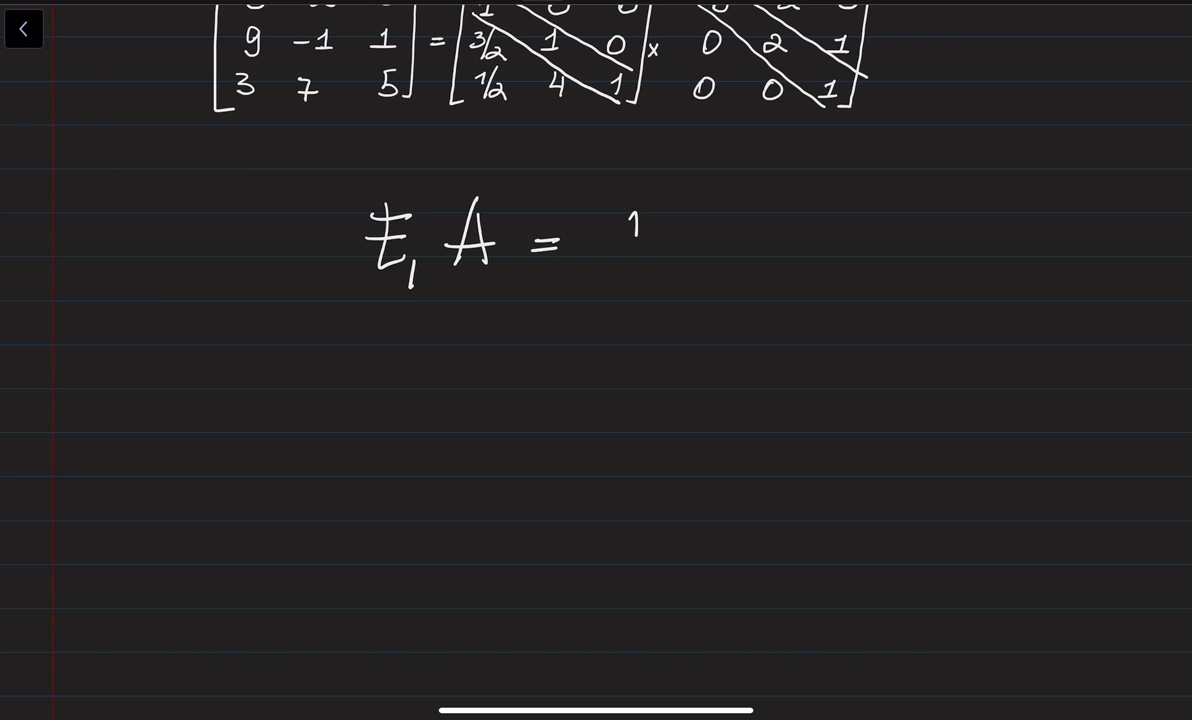 9 -1 1 = 3/2 1 0 x 0 2 1
3 7 5 1/2 4 1 0 0 1
E₁ A = 1